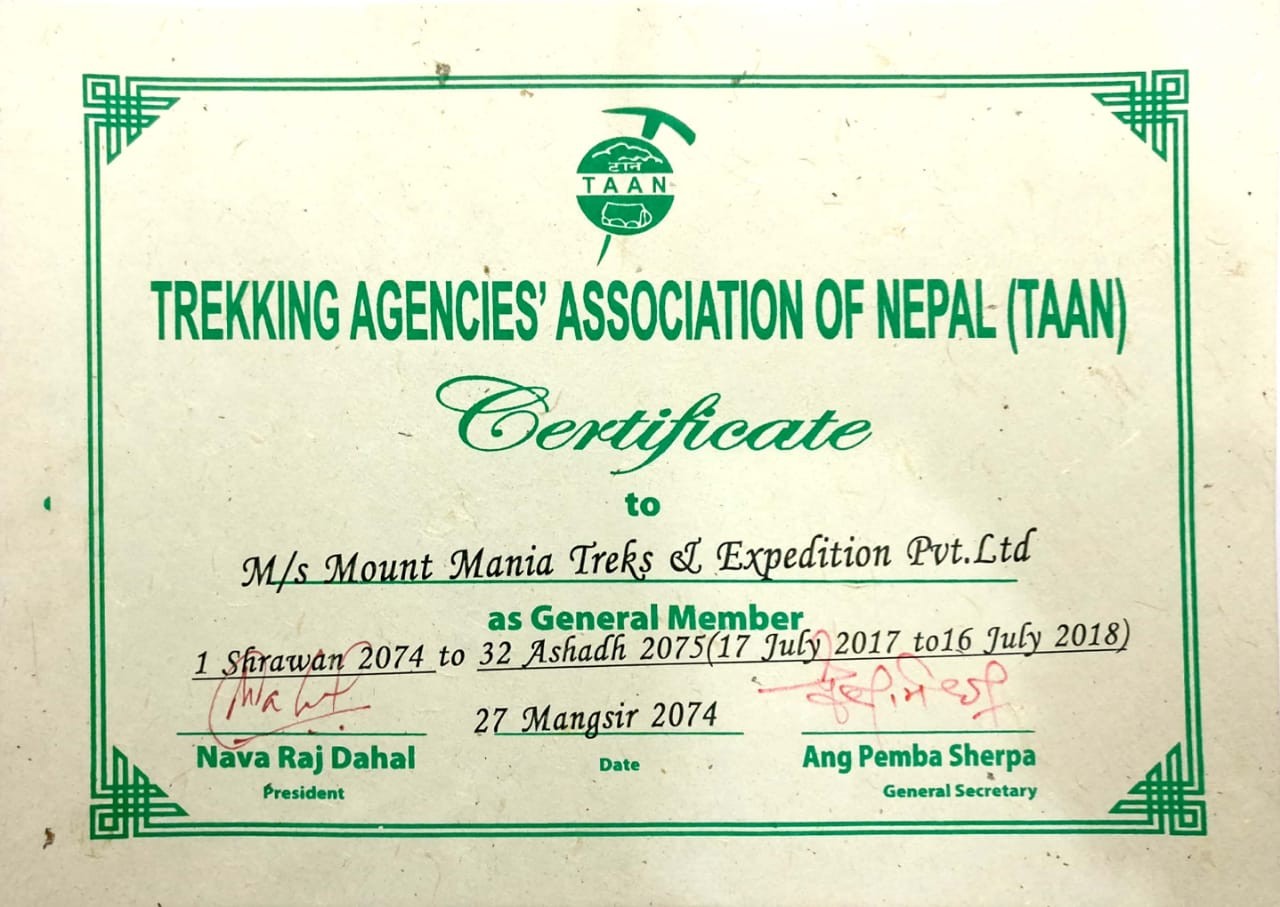 टान
TAAN
TREKKING AGENCIES' ASSOCIATION OF NEPAL (TAAN)
Certificate
to
M/s Mount Mania Treks & Expedition Pvt.Ltd
as General Member
1 Shrawan 2074 to 32 Ashadh 2075(17 July 2017 to16 July 2018)
27 Mangsir 2074
Nava Raj Dahal
Date
Ang Pemba Sherpa
President
General Secretary